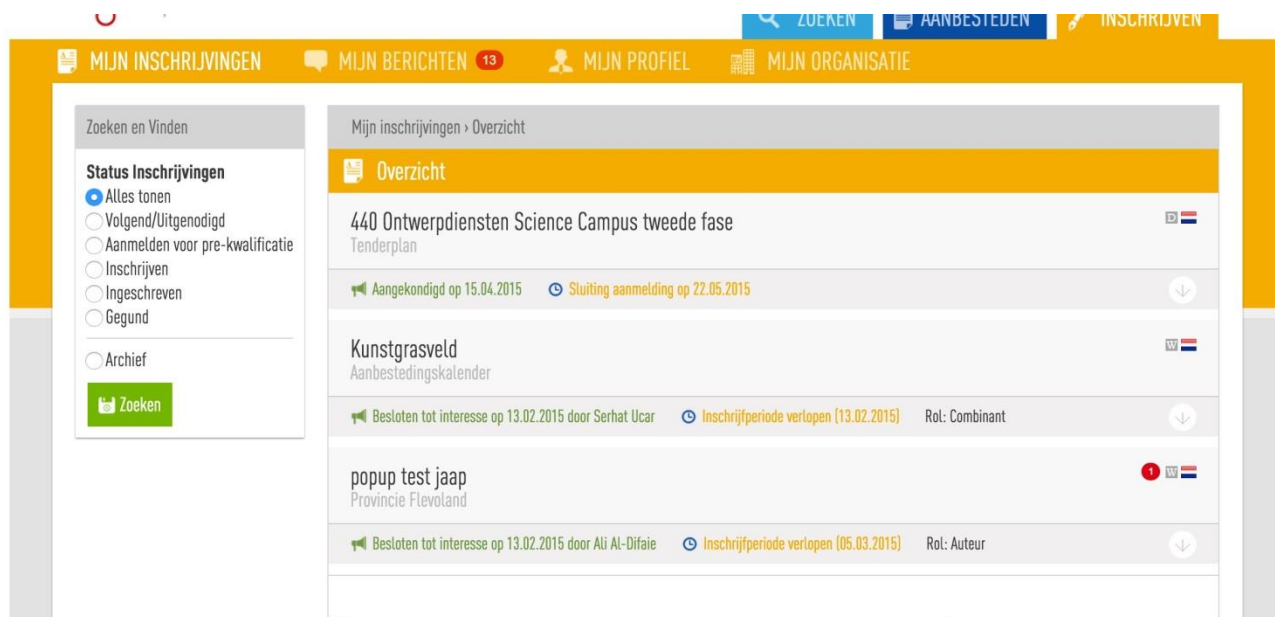 ZOEKEN AANBESTEDEN INSCHRIJVEN
MIJN INSCHRIJVINGEN MIJN BERICHTEN 13 MIJN PROFIEL MIJN ORGANISATIE
Zoeken en Vinden
Status Inschrijvingen
Alles tonen
Volgend/Uitgenodigd
Aanmelden voor pre-kwalificatie
Inschrijven
Ingeschreven
Gegund
Archief
Zoeken
Mijn inschrijvingen › Overzicht
Overzicht
440 Ontwerpdiensten Science Campus tweede fase D
Tenderplan
Aangekondigd op 15.04.2015 Sluiting aanmelding op 22.05.2015
Kunstgrasveld W
Aanbestedingskalender
Besloten tot interesse op 13.02.2015 door Serhat Ucar Inschrijfperiode verlopen (13.02.2015) Rol: Combinant
popup test jaap 1 W
Provincie Flevoland
Besloten tot interesse op 13.02.2015 door Ali Al-Difaie Inschrijfperiode verlopen (05.03.2015) Rol: Auteur